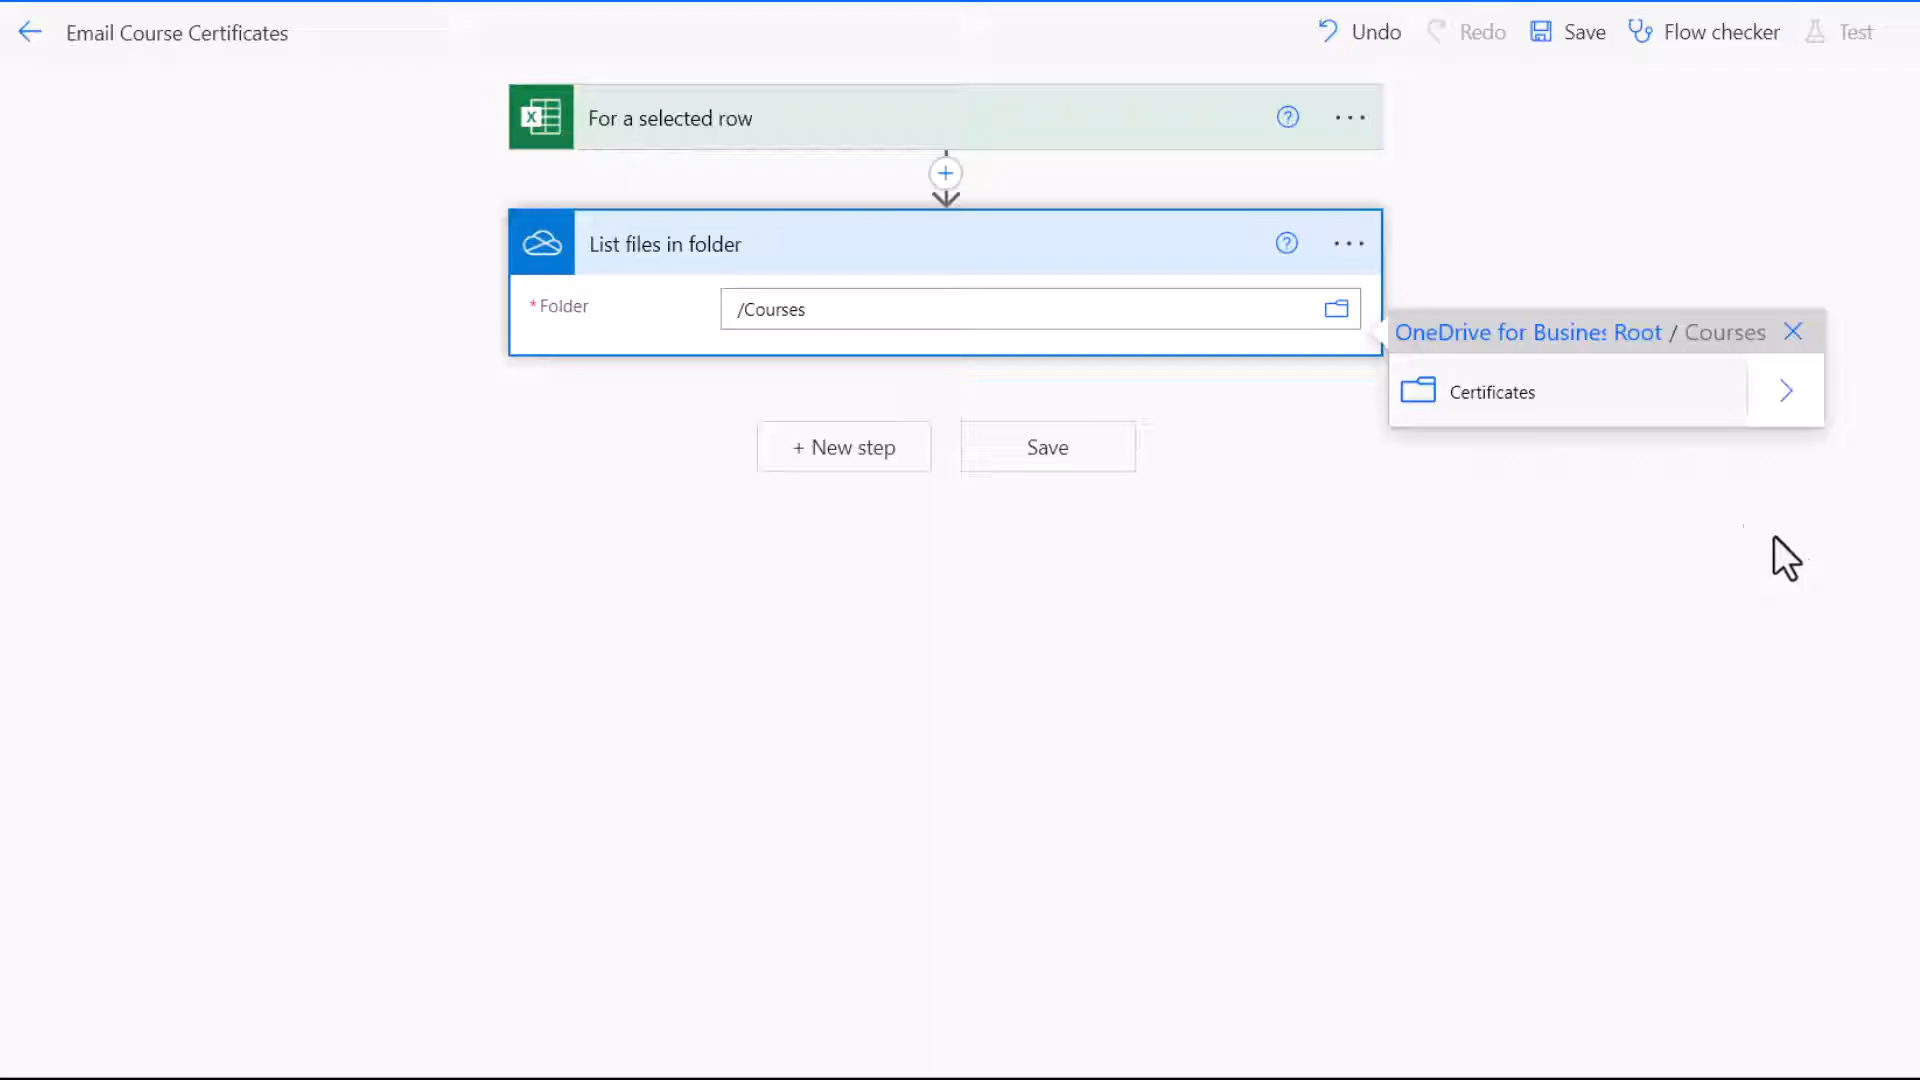 Email Course Certificates
Undo
Redo
Save
Flow checker
Test
For a selected row
List files in folder
* Folder
/Courses
OneDrive for Busines Root / Courses
Certificates
+ New step
Save